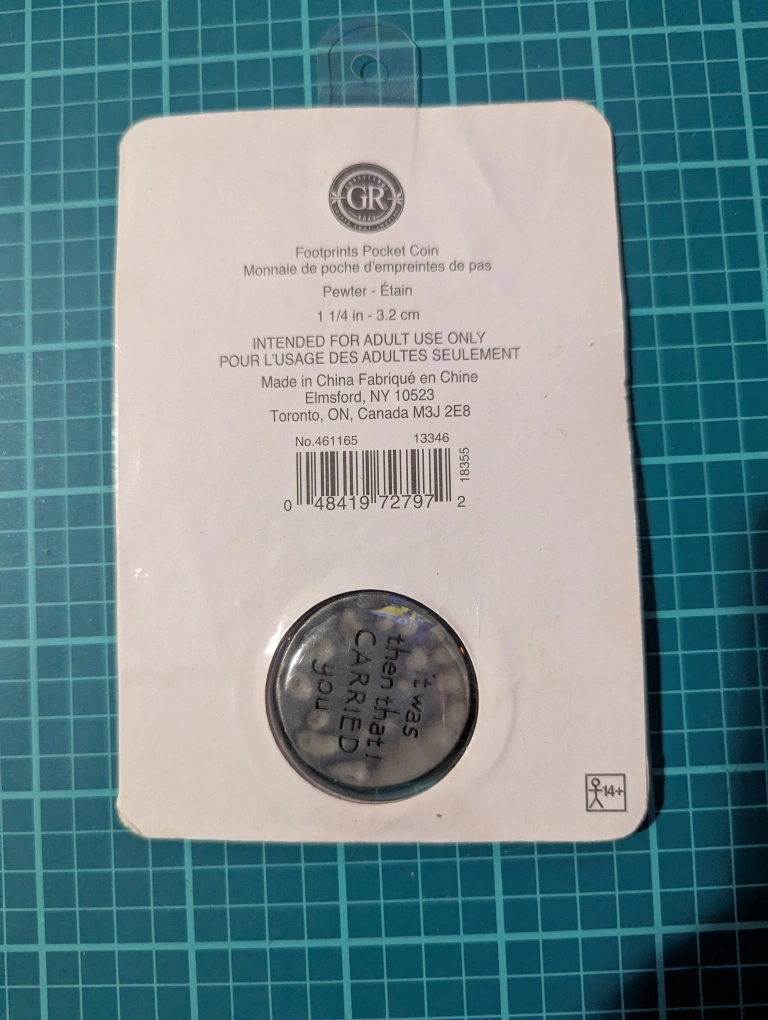 GR
Footprints Pocket Coin
Monnaie de poche d'empreintes de pas
Pewter - Étain
1 1/4 in - 3.2 cm
INTENDED FOR ADULT USE ONLY
POUR L'USAGE DES ADULTES SEULEMENT
Made in China Fabriqué en Chine
Elmsford, NY 10523
Toronto, ON, Canada M3J 2E8
No.461165 13346
18355
0 48419 72797 2
it was
then that I
CARRIED
you
14+